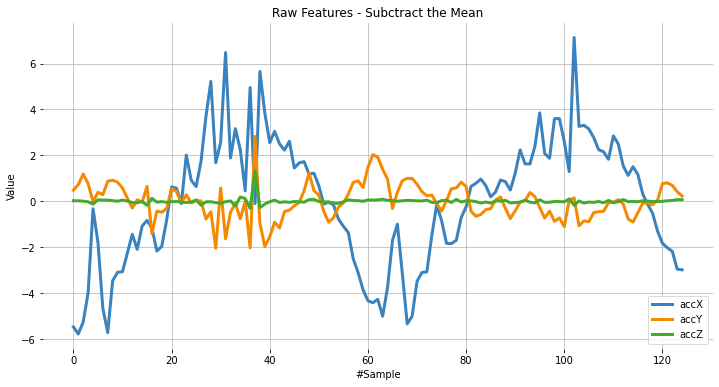 Raw Features - Subctract the Mean
Value
6
4
2
0
−2
−4
−6
0
20
40
60
80
100
120
#Sample
accX
accY
accZ